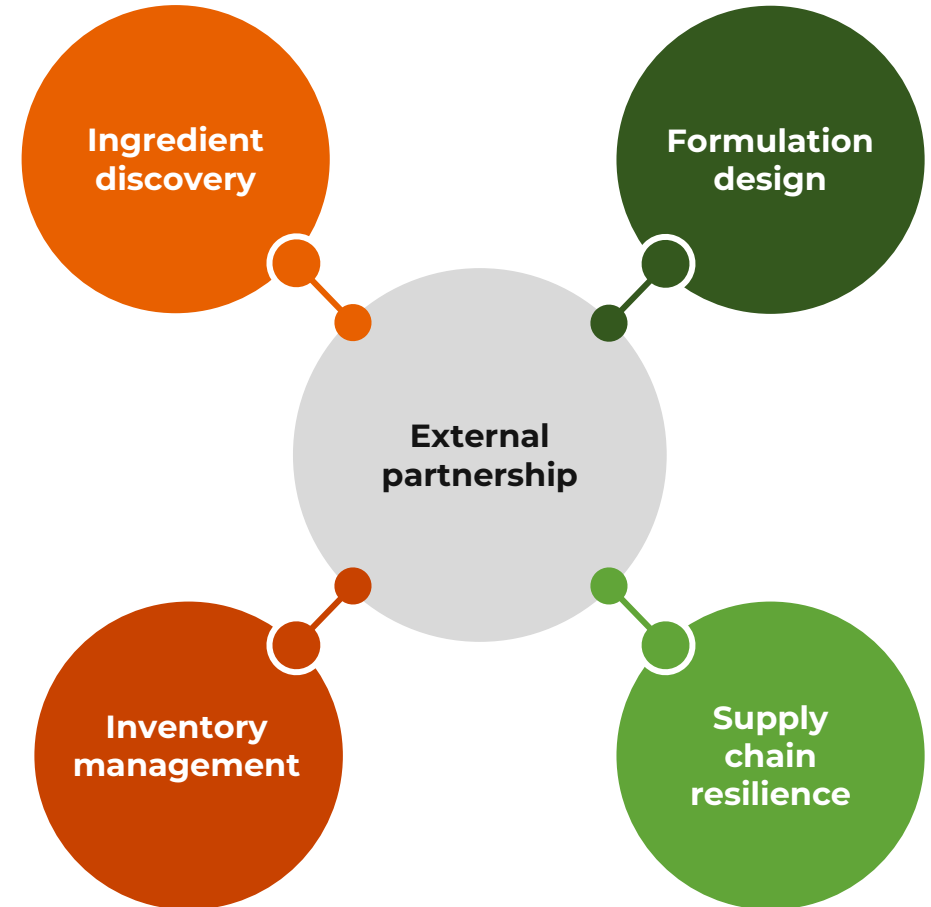 Ingredient
discovery
Formulation
design
External
partnership
Inventory
management
Supply
chain
resilience